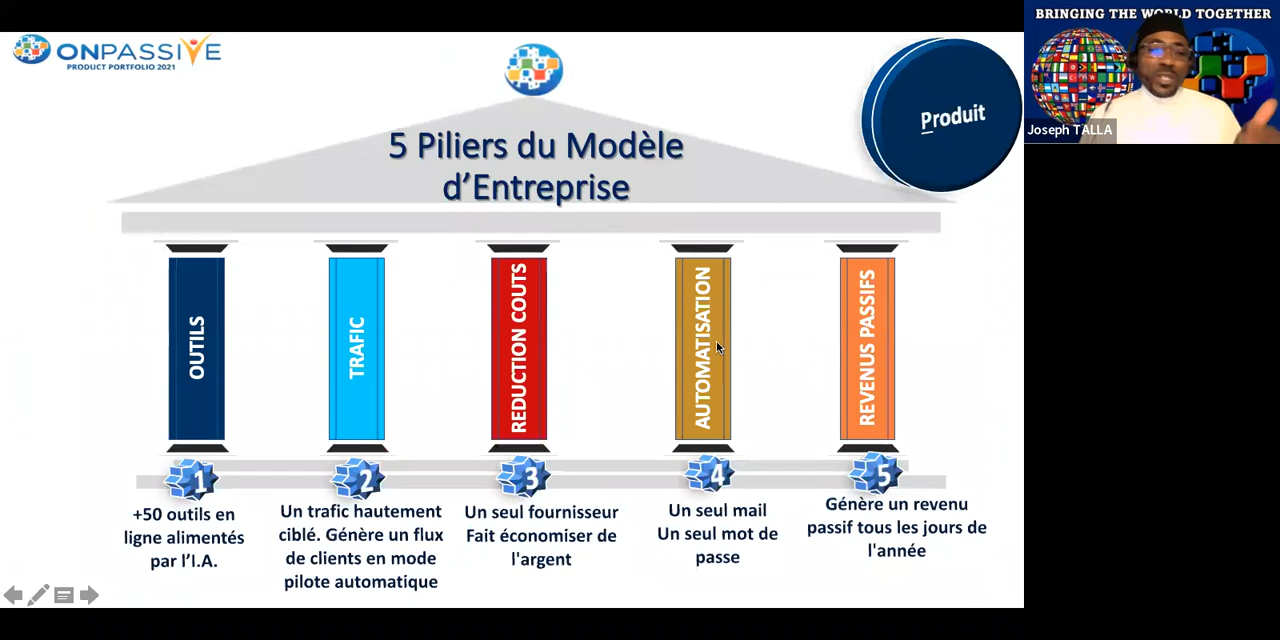 ONPASSIVE
PRODUCT PORTFOLIO 2021
5 Piliers du Modèle
d’Entreprise
Produit
BRINGING THE WORLD TOGETHER
Joseph TALLA
OUTILS
TRAFIC
REDUCTION COUTS
AUTOMATISATION
REVENUS PASSIFS
1
2
3
4
5
+50 outils en
ligne alimentés
par l’I.A.
Un trafic hautement
ciblé. Génère un flux
de clients en mode
pilote automatique
Un seul fournisseur
Fait économiser de
l'argent
Un seul mail
Un seul mot de
passe
Génère un revenu
passif tous les jours de
l'année